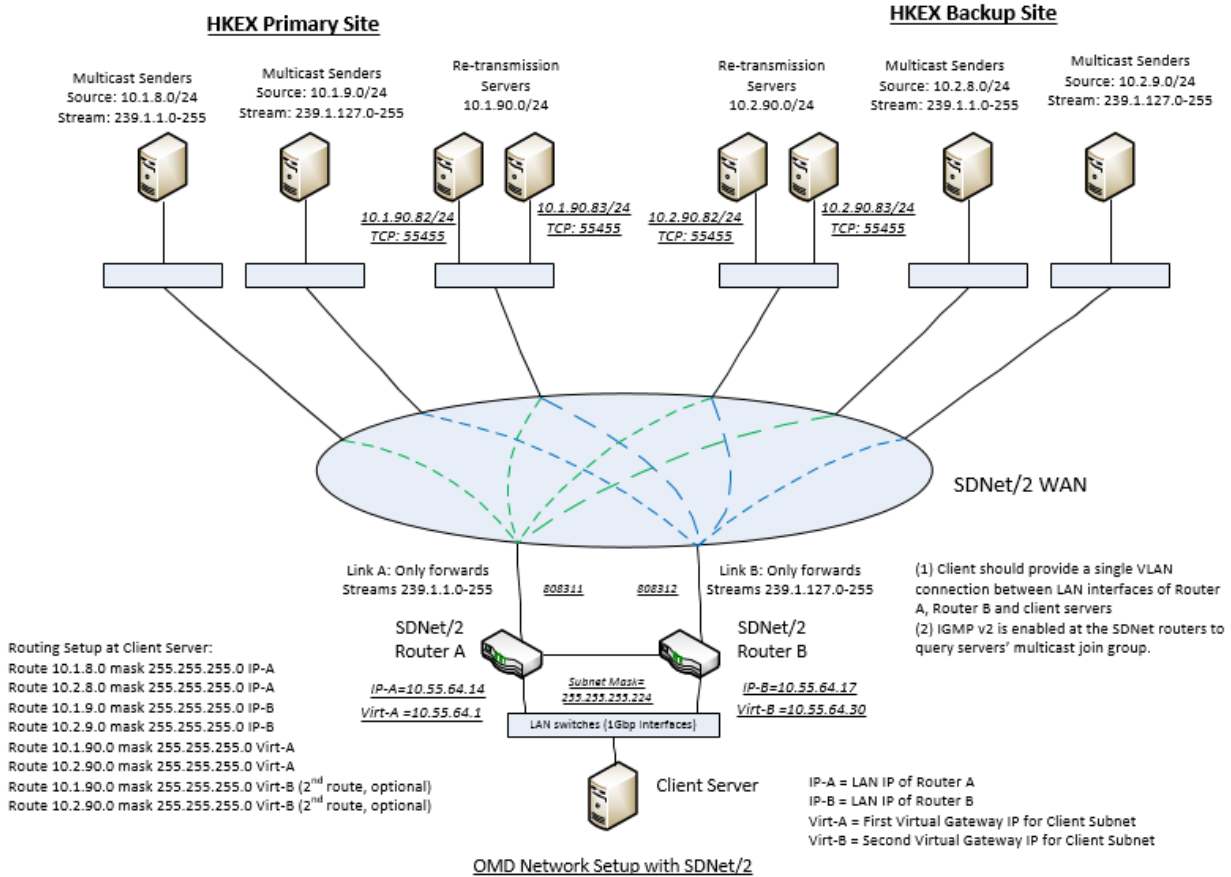 HKEX Primary Site
HKEX Backup Site
Multicast Senders
Source: 10.1.8.0/24
Stream: 239.1.1.0-255
Multicast Senders
Source: 10.1.9.0/24
Stream: 239.1.127.0-255
Re-transmission
Servers
10.1.90.0/24
Re-transmission
Servers
10.2.90.0/24
Multicast Senders
Source: 10.2.8.0/24
Stream: 239.1.1.0-255
Multicast Senders
Source: 10.2.9.0/24
Stream: 239.1.127.0-255
10.1.90.82/24
TCP: 55455
10.1.90.83/24
TCP: 55455
10.2.90.82/24
TCP: 55455
10.2.90.83/24
TCP: 55455
SDNet/2 WAN
Link A: Only forwards
Streams 239.1.1.0-255
808311
808312
Link B: Only forwards
Streams 239.1.127.0-255
(1) Client should provide a single VLAN
connection between LAN interfaces of Router
A, Router B and client servers
(2) IGMP v2 is enabled at the SDNet routers to
query servers' multicast join group.
SDNet/2
Router A
SDNet/2
Router B
Routing Setup at Client Server:
Route 10.1.8.0 mask 255.255.255.0 IP-A
Route 10.2.8.0 mask 255.255.255.0 IP-A
Route 10.1.9.0 mask 255.255.255.0 IP-B
Route 10.2.9.0 mask 255.255.255.0 IP-B
Route 10.1.90.0 mask 255.255.255.0 Virt-A
Route 10.2.90.0 mask 255.255.255.0 Virt-A
Route 10.1.90.0 mask 255.255.255.0 Virt-B (2nd route, optional)
Route 10.2.90.0 mask 255.255.255.0 Virt-B (2nd route, optional)
IP-A=10.55.64.14
Virt-A =10.55.64.1
Subnet Mask=
255.255.255.224
IP-B=10.55.64.17
Virt-B =10.55.64.30
LAN switches (1Gbp Interfaces)
Client Server
IP-A = LAN IP of Router A
IP-B = LAN IP of Router B
Virt-A = First Virtual Gateway IP for Client Subnet
Virt-B = Second Virtual Gateway IP for Client Subnet
OMD Network Setup with SDNet/2